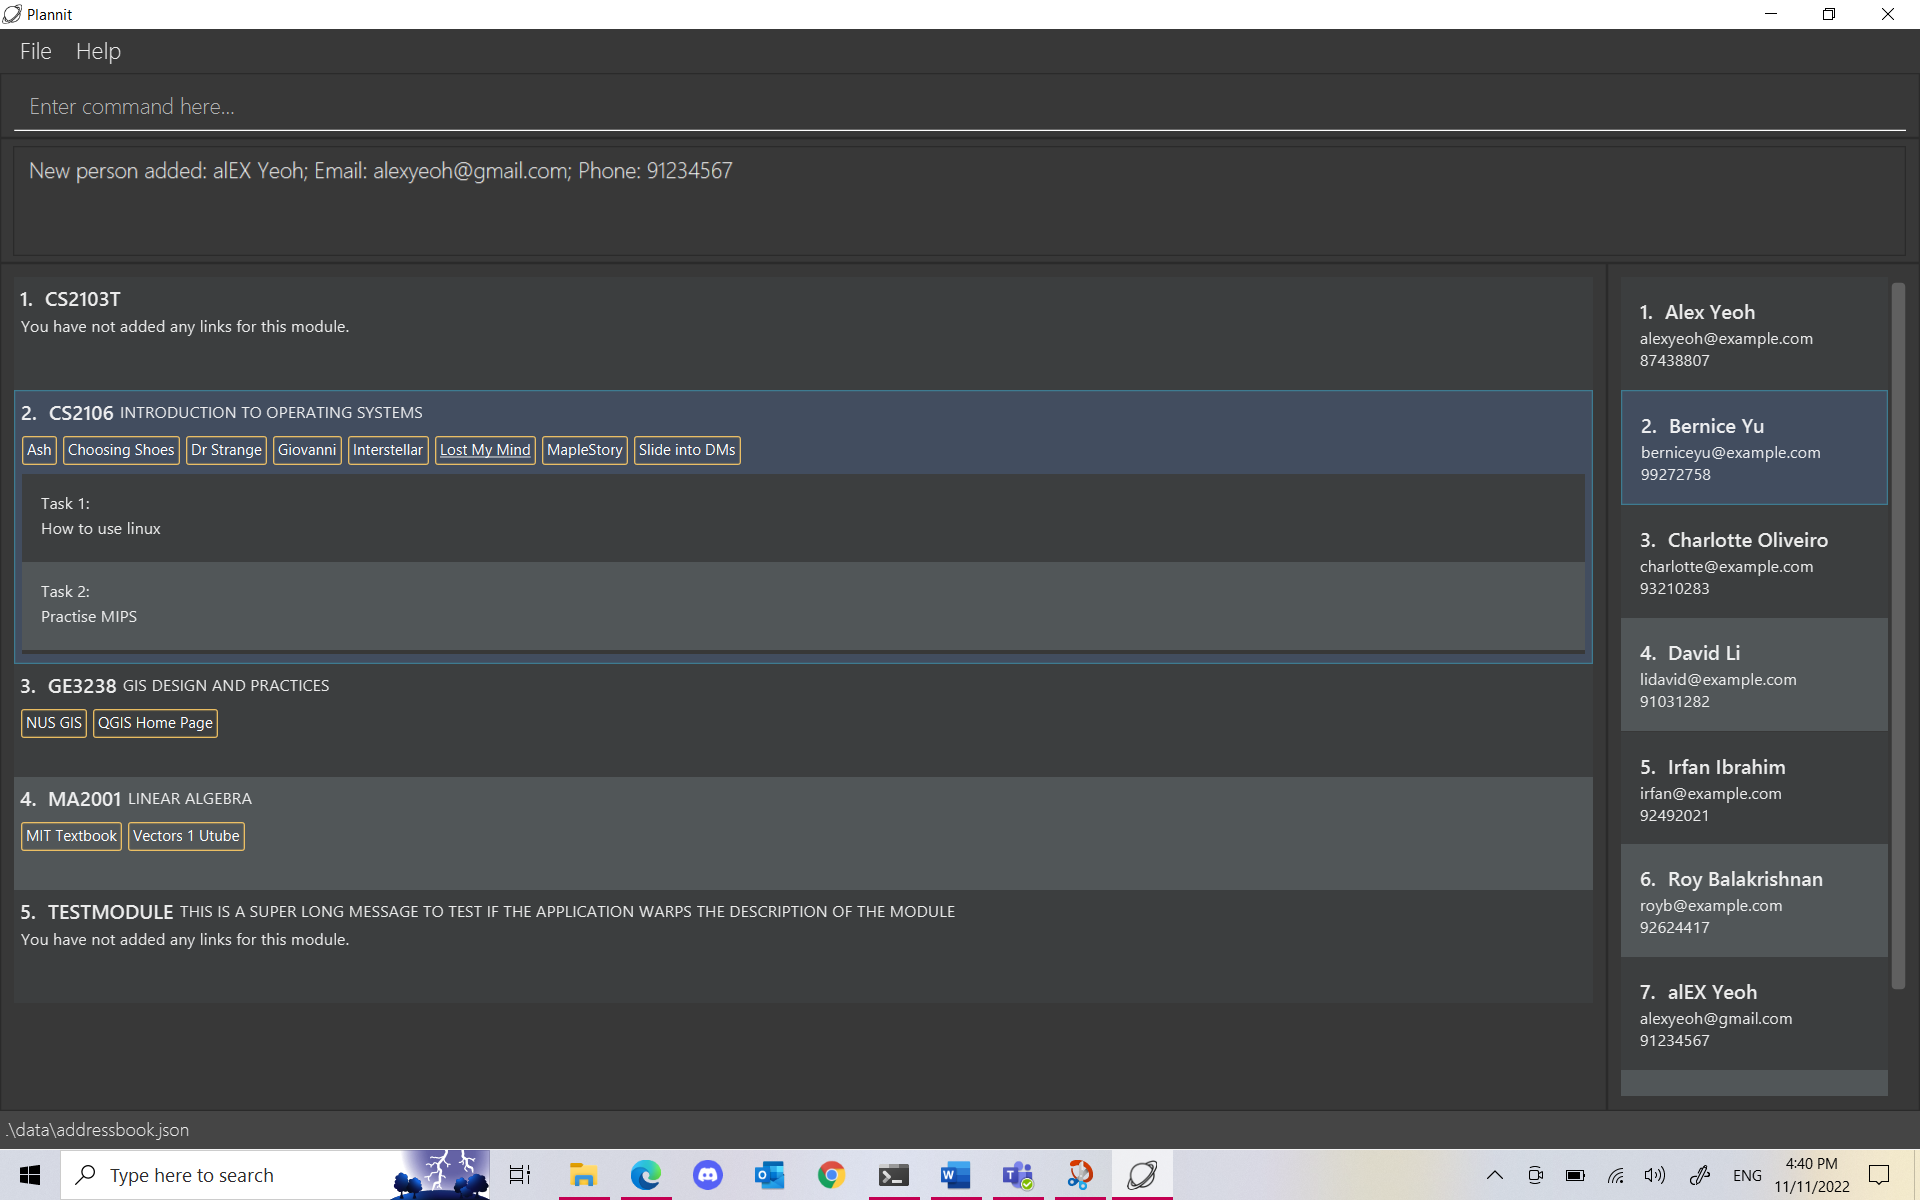 Plannit
File Help
Enter command here...
New person added: alEX Yeoh; Email: alexyeoh@gmail.com; Phone: 91234567
1. CS2103T
You have not added any links for this module.
2. CS2106 INTRODUCTION TO OPERATING SYSTEMS
Ash Choosing Shoes Dr Strange Giovanni Interstellar Lost My Mind MapleStory Slide into DMs
Task 1:
How to use linux
Task 2:
Practise MIPS
3. GE3238 GIS DESIGN AND PRACTICES
NUS GIS QGIS Home Page
4. MA2001 LINEAR ALGEBRA
MIT Textbook Vectors 1 Utube
5. TESTMODULE THIS IS A SUPER LONG MESSAGE TO TEST IF THE APPLICATION WARPS THE DESCRIPTION OF THE MODULE
You have not added any links for this module.
1. Alex Yeoh
alexyeoh@example.com
87438807
2. Bernice Yu
berniceyu@example.com
99272758
3. Charlotte Oliveiro
charlotte@example.com
93210283
4. David Li
lidavid@example.com
91031282
5. Irfan Ibrahim
irfan@example.com
92492021
6. Roy Balakrishnan
royb@example.com
92624417
7. alEX Yeoh
alexyeoh@gmail.com
91234567
.\data\addressbook.json
Type here to search
ENG
4:40 PM
11/11/2022